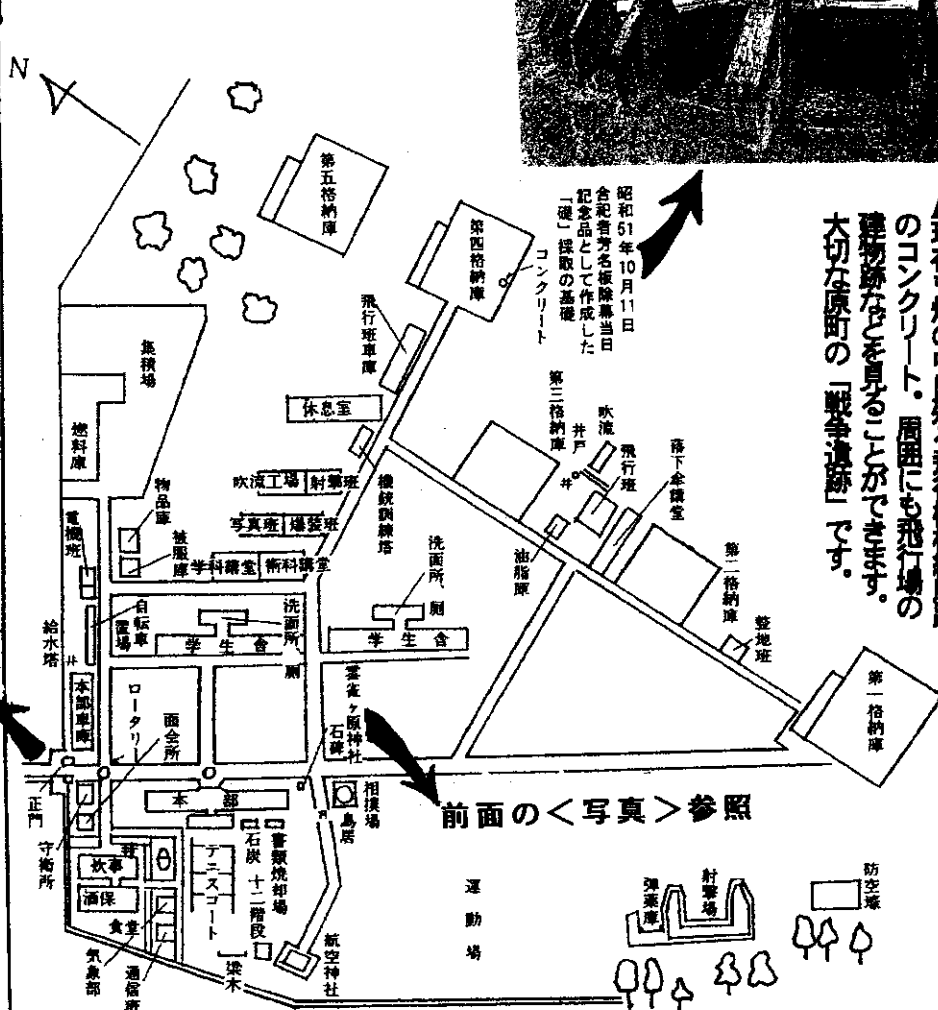 のコンクリート。周囲にも飛行場の
建物跡などを見ることができます。
大切な原町の「戦争遺跡」です。
昭和51年10月11日
含記者芳名板除幕当日
記念品として作成した
「礎」採取の基礎
コンクリート
N
第五格納庫
第四格納庫
飛行班車庫
集積場
休息室
燃料庫
第三格納庫
吹流
井戸
井
飛行班
落下傘講堂
物品庫
吹流工場
射撃班
機銃訓練塔
写真班
爆装班
被服庫
学科講堂
術科講堂
電機班
洗面所、厠
油脂庫
第二格納庫
整地班
自転車
置場
洗面所、厠
学生舎
学生舎
給水塔
井
第一格納庫
本部車庫
ロータリー
面会所
雲雀ヶ原神社
石碑
正門
本部
相撲場
鳥居
前面の<写真>参照
守衛所
井
炊事
酒保
テニスコート
石炭
書類焼却場
十二階段
運動場
弾薬庫
射撃場
防空壕
食堂
気象部
通信班
梁木
航空神社